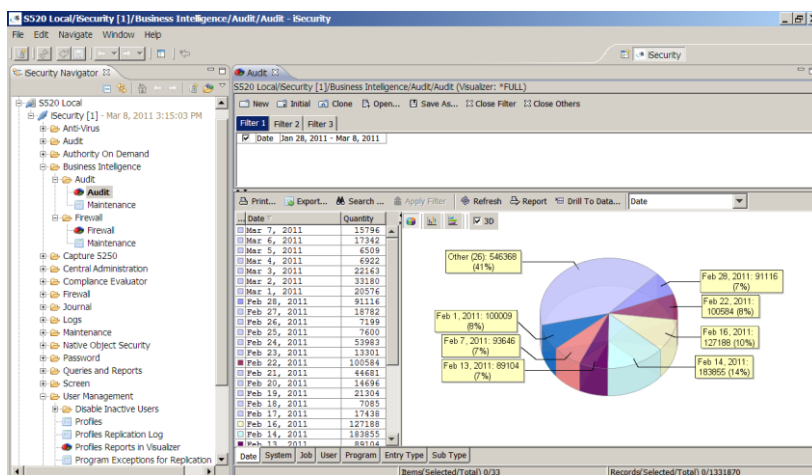 S520 Local/iSecurity [1]/Business Intelligence/Audit/Audit - iSecurity
File Edit Navigate Window Help
iSecurity
iSecurity Navigator
S520 Local
iSecurity [1] - Mar 8, 2011 3:15:03 PM
Anti-Virus
Audit
Authority On Demand
Business Inteligence
Audit
Audit
Maintenance
Firewall
Firewall
Maintenance
Capture 5250
Central Administration
Compliance Evaluator
Firewall
Journal
Logs
Maintenance
Native Object Security
Password
Queries and Reports
Screen
User Management
Disable Inactive Users
Profiles
Profiles Replication Log
Profiles Reports in Visualizer
Program Exceptions for Replication
Audit
S520 Local/iSecurity [1]/Business Intelligence/Audit/Audit (Visualizer: *FULL)
New Initial Clone Open... Save As... Close Filter Close Others
Filter 1 Filter 2 Filter 3
Date Jan 28, 2011 - Mar 8, 2011
Print... Export... Search ... Apply Filter Refresh Report Drill To Data... Date
... Date Quantity
Mar 7, 2011 15796
Mar 6, 2011 17342
Mar 5, 2011 6509
Mar 4, 2011 6922
Mar 3, 2011 22163
Mar 2, 2011 33180
Mar 1, 2011 20576
Feb 28, 2011 91116
Feb 27, 2011 18782
Feb 26, 2011 7199
Feb 25, 2011 7600
Feb 24, 2011 53983
Feb 23, 2011 13301
Feb 22, 2011 100584
Feb 21, 2011 44681
Feb 20, 2011 14696
Feb 19, 2011 21304
Feb 18, 2011 7085
Feb 17, 2011 17438
Feb 16, 2011 127188
Feb 14, 2011 183855
Feb 13, 2011 89104
3D
Other (26): 546368
(41%)
Feb 28, 2011: 91116
(7%)
Feb 22, 2011:
100584 (8%)
Feb 16, 2011:
127188 (10%)
Feb 14, 2011:
183855 (14%)
Feb 13, 2011: 89104
(7%)
Feb 7, 2011: 93646
(7%)
Feb 1, 2011: 100009
(8%)
Date System Job User Program Entry Type Sub Type
Items(Selected/Total) 0/33
Records(Selected/Total) 0/1331870